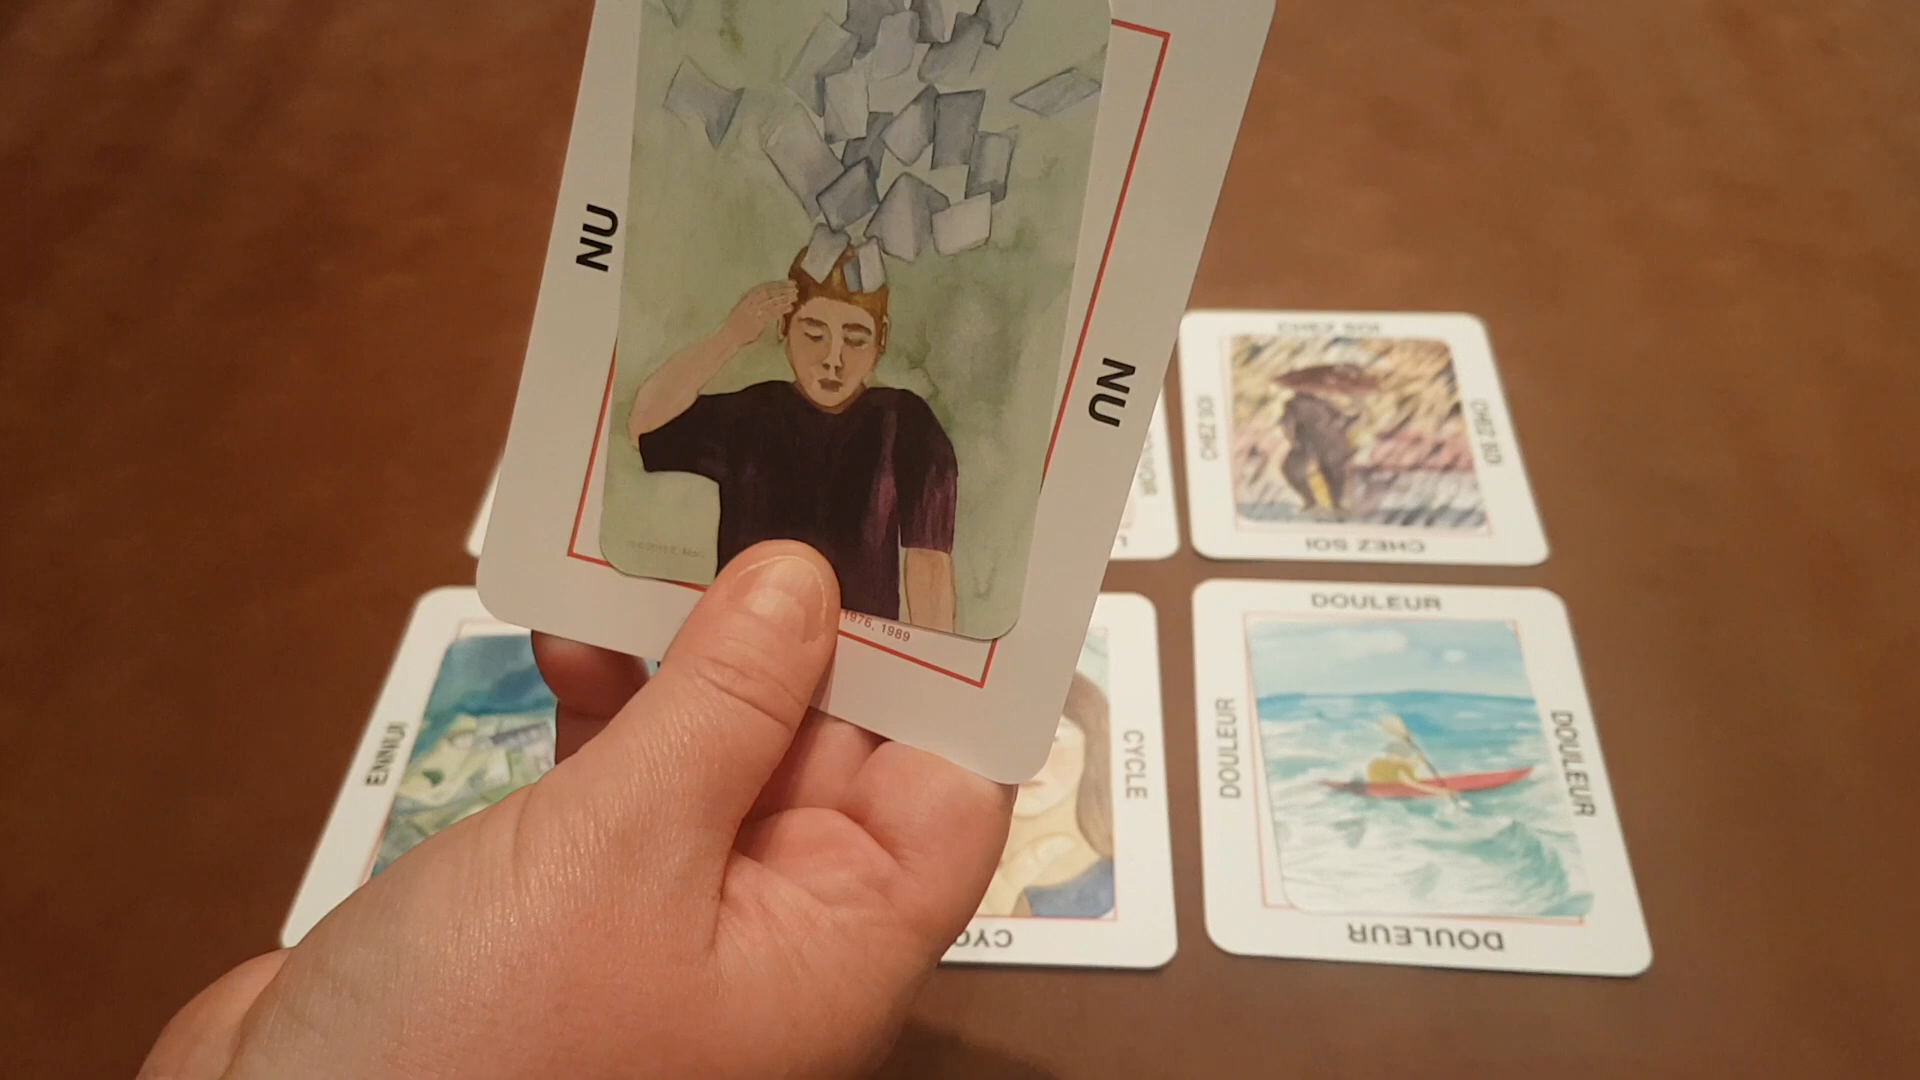 NU
NU
1976, 1989
CHEZ SOI
CHEZ SOI
CHEZ SOI
CHEZ SOI
ENNUI
CYCLE
DOULEUR
DOULEUR
DOULEUR
DOULEUR